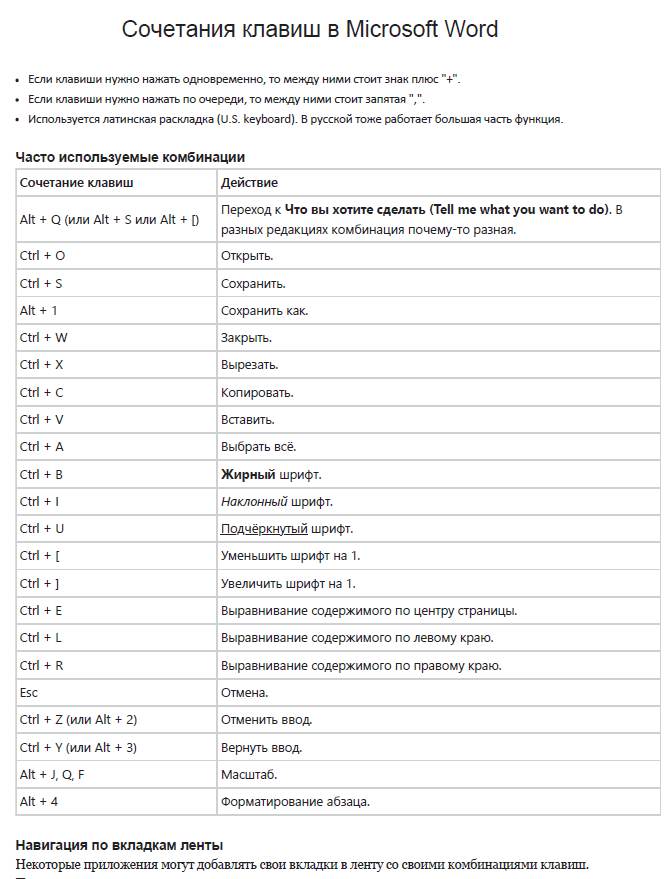 Сочетания клавиш в Microsoft Word
• Если клавиши нужно нажать одновременно, то между ними стоит знак плюс "+".
• Если клавиши нужно нажать по очереди, то между ними стоит запятая ",".
• Используется латинская раскладка (U.S. keyboard). В русской тоже работает большая часть функция.
Часто используемые комбинации
Сочетание клавиш Действие
Alt + Q (или Alt + S или Alt + [) Переход к Что вы хотите сделать (Tell me what you want to do). В
разных редакциях комбинация почему-то разная.
Ctrl + O Открыть.
Ctrl + S Сохранить.
Alt + 1 Сохранить как.
Ctrl + W Закрыть.
Ctrl + X Вырезать.
Ctrl + C Копировать.
Ctrl + V Вставить.
Ctrl + A Выбрать всё.
Ctrl + B Жирный шрифт.
Ctrl + I Наклонный шрифт.
Ctrl + U Подчёркнутый шрифт.
Ctrl + [ Уменьшить шрифт на 1.
Ctrl + ] Увеличить шрифт на 1.
Ctrl + E Выравнивание содержимого по центру страницы.
Ctrl + L Выравнивание содержимого по левому краю.
Ctrl + R Выравнивание содержимого по правому краю.
Esc Отмена.
Ctrl + Z (или Alt + 2) Отменить ввод.
Ctrl + Y (или Alt + 3) Вернуть ввод.
Alt + J, Q, F Масштаб.
Alt + 4 Форматирование абзаца.
Навигация по вкладкам ленты
Некоторые приложения могут добавлять свои вкладки в ленту со своими комбинациями клавиш.